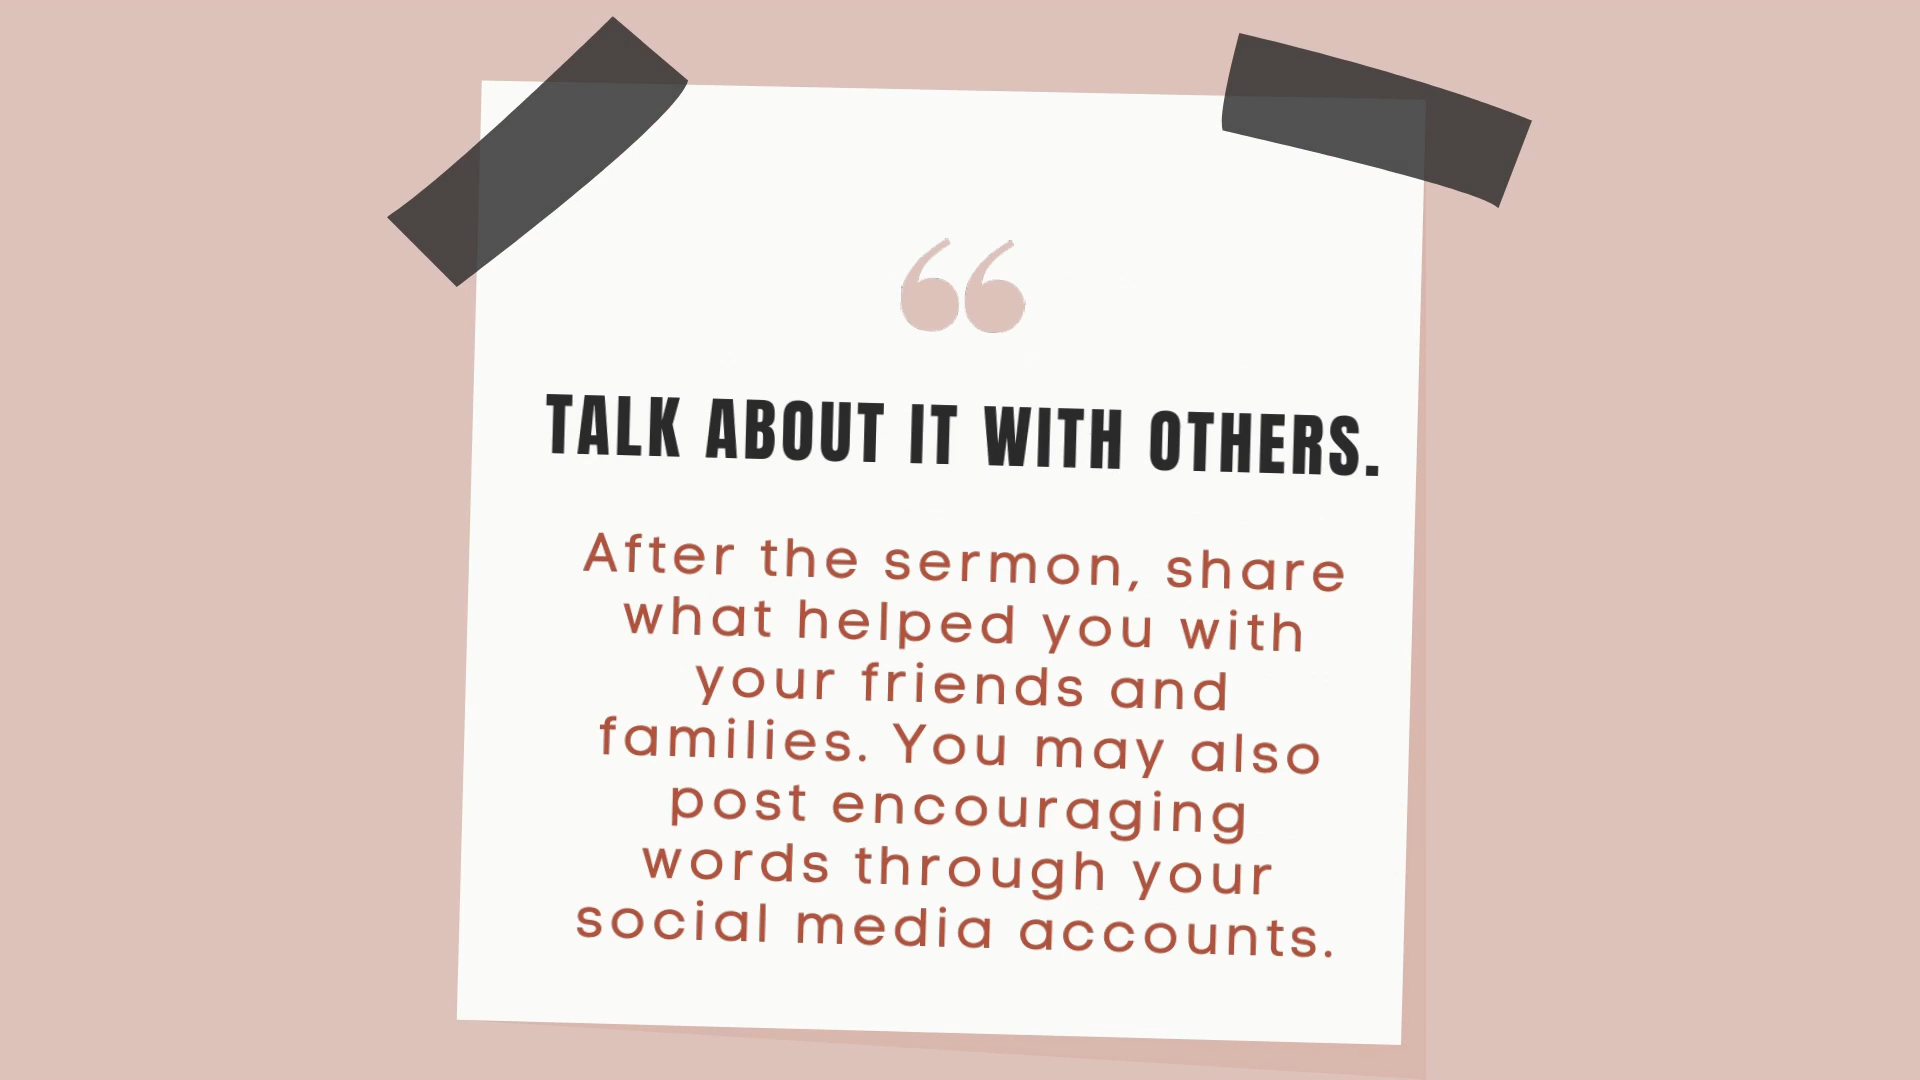 ❝
TALK ABOUT IT WITH OTHERS.
After the sermon, share
what helped you with
your friends and
families. You may also
post encouraging
words through your
social media accounts.